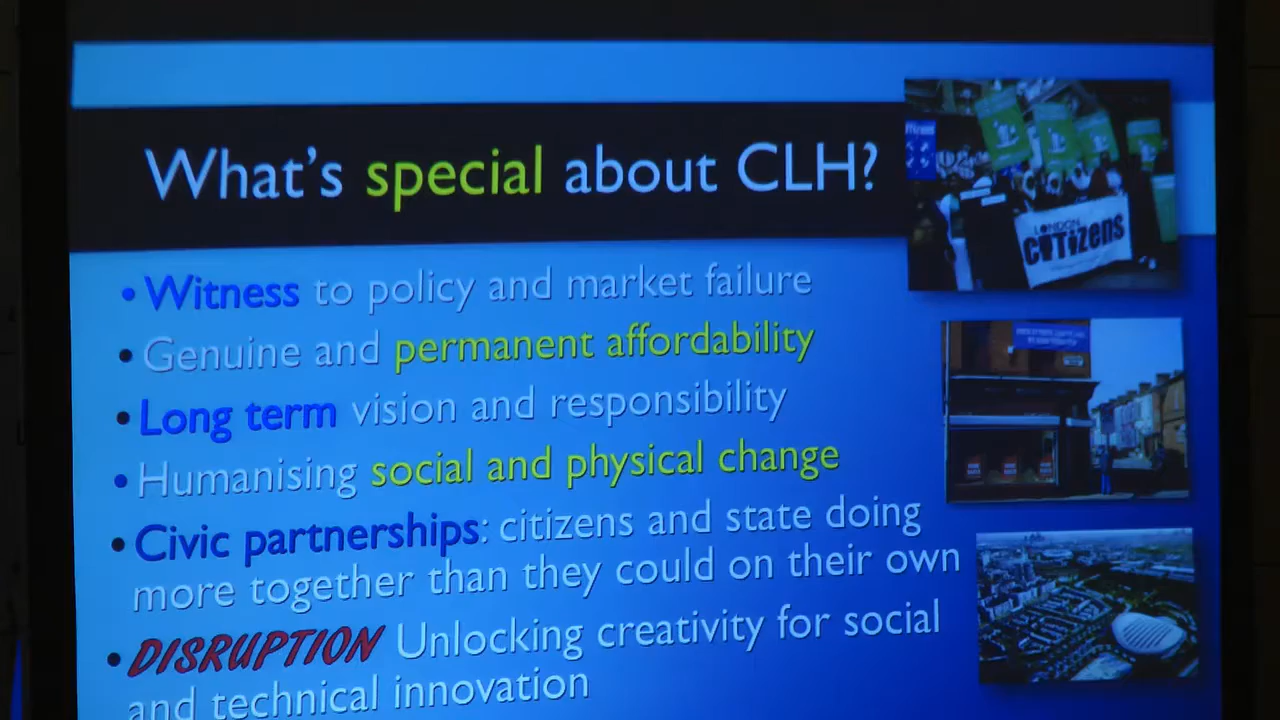 What's special about CLH?
• Witness to policy and market failure
• Genuine and permanent affordability
• Long term vision and responsibility
• Humanising social and physical change
• Civic partnerships: citizens and state doing
more together than they could on their own
• DISRUPTION Unlocking creativity for social
and technical innovation
LONDON
CiTizens